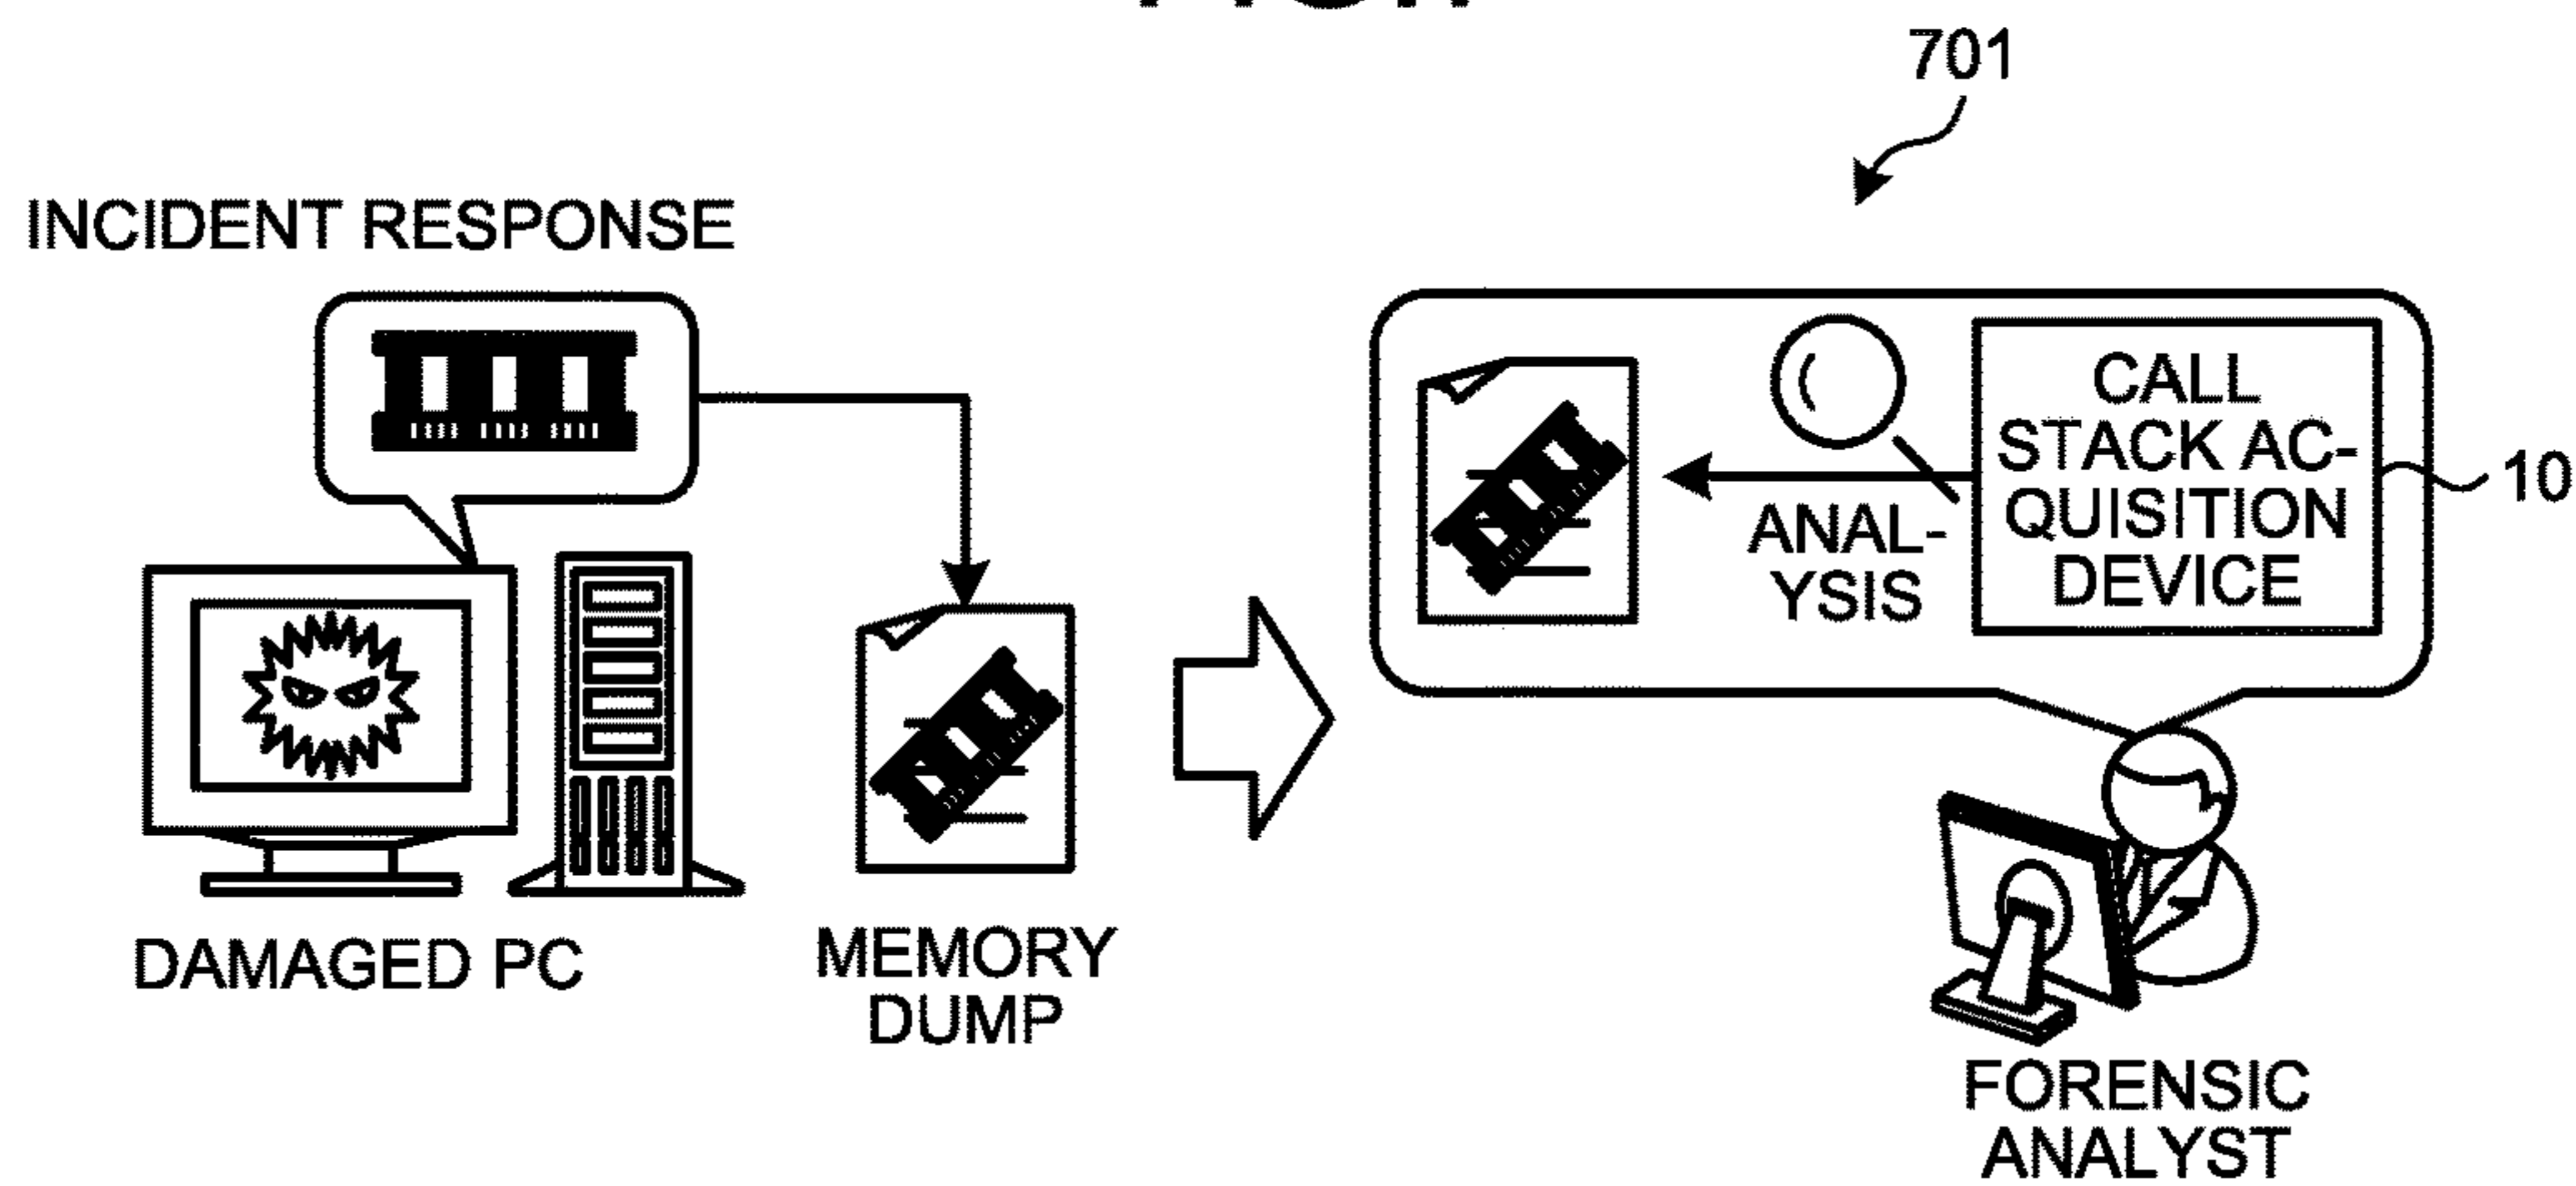 701
INCIDENT RESPONSE
CALL
STACK AC-
QUISITION
DEVICE
10
ANAL-
YSIS
DAMAGED PC
MEMORY
DUMP
FORENSIC
ANALYST